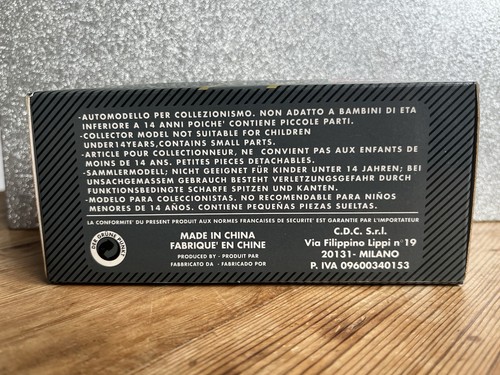 -AUTOMODELLO PER COLLEZIONISMO. NON ADATTO A BAMBINI DI ETA
INFERIORE A 14 ANNI POICHE' CONTIENE PICCOLE PARTI.
-COLLECTOR MODEL NOT SUITABLE FOR CHILDREN
UNDER14YEARS,CONTAINS SMALL PARTS.
-ARTICLE POUR COLLECTIONNEUR, NE CONVIENT PAS AUX ENFANTS DE
MOINS DE 14 ANS. PETITES PIECES DETACHABLES.
-SAMMLERMODELL; NICHT GEEIGNET FÜR KINDER UNTER 14 JAHREN; BEI
UNSACHGEMASSEM GEBRAUCH BESTEHT VERLETZUNGSGEFAHR DURCH
FUNKTIONSBEDINGTE SCHARFE SPITZEN UND KANTEN.
-MODELO PARA COLECCIONISTAS. NO RECOMENDADO PARA NIÑOS
MENORES DE 14 AÑOS. CONTIENE PEQUEÑAS PIEZAS SUELTAS.
LA CONFORMITE' DU PRESENT PRODUIT AUX NORMES FRANCAISES DE SECURITE' EST GARANTIE PAR L'IMPORTATEUR
DER GRÜNE PUNKT
MADE IN CHINA
FABRIQUE' EN CHINE
PRODUCED BY - PRODUIT PAR
FABBRICATO DA - FABRICADO POR
C.D.C. S.r.l.
Via Filippino Lippi n°19
20131- MILANO
P. IVA 09600340153